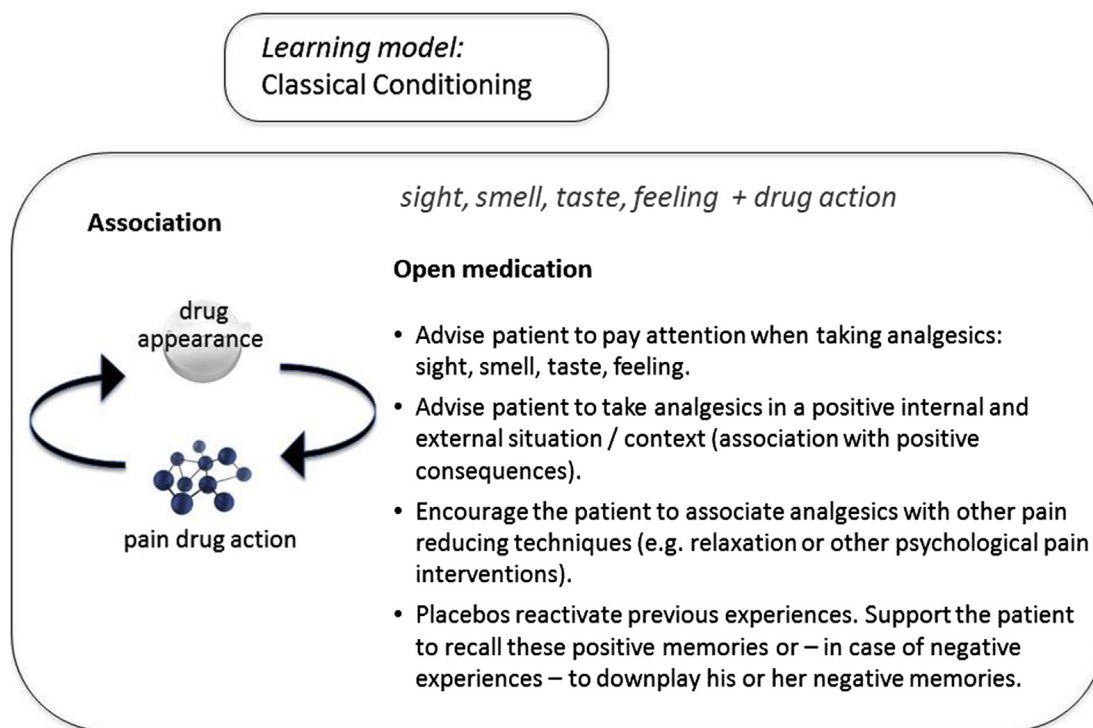 Learning model:
Classical Conditioning
sight, smell, taste, feeling + drug action
Association
Open medication
drug
appearance
pain drug action
• Advise patient to pay attention when taking analgesics:
sight, smell, taste, feeling.
• Advise patient to take analgesics in a positive internal and
external situation / context (association with positive
consequences).
• Encourage the patient to associate analgesics with other pain
reducing techniques (e.g. relaxation or other psychological pain
interventions).
• Placebos reactivate previous experiences. Support the patient
to recall these positive memories or – in case of negative
experiences – to downplay his or her negative memories.